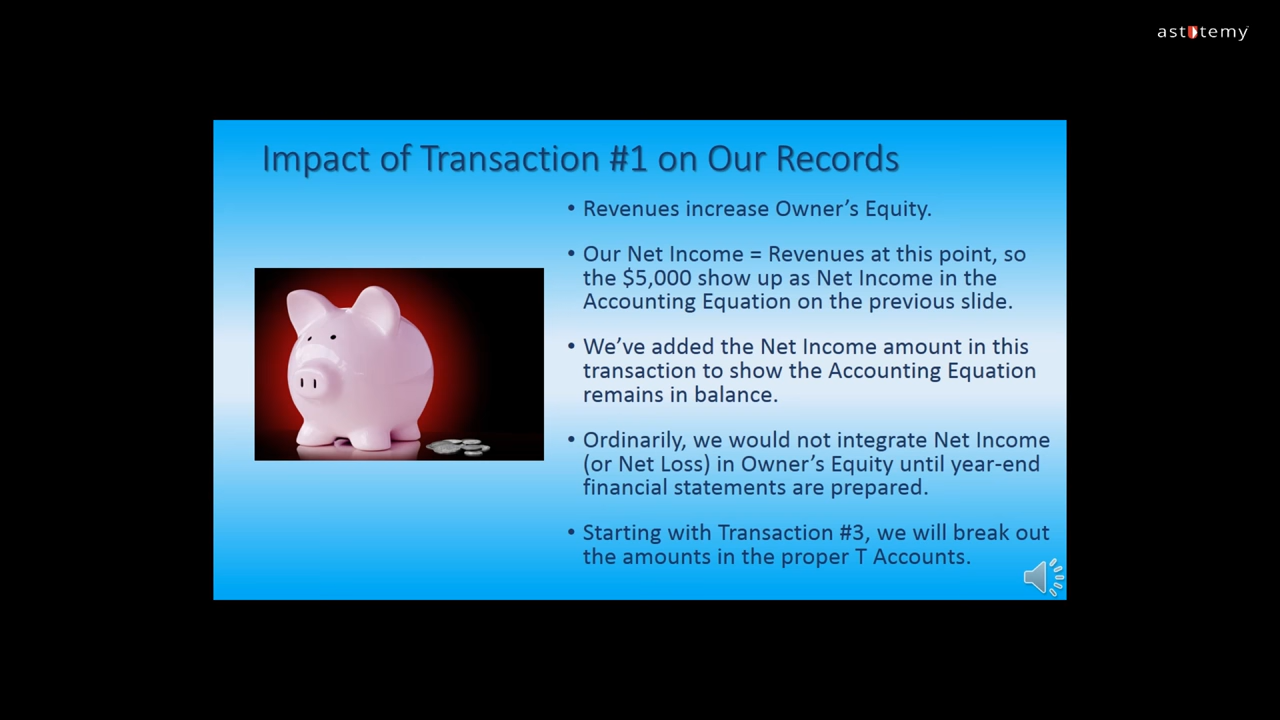 astutemy
Impact of Transaction #1 on Our Records
• Revenues increase Owner’s Equity.
• Our Net Income = Revenues at this point, so
the $5,000 show up as Net Income in the
Accounting Equation on the previous slide.
• We’ve added the Net Income amount in this
transaction to show the Accounting Equation
remains in balance.
• Ordinarily, we would not integrate Net Income
(or Net Loss) in Owner’s Equity until year-end
financial statements are prepared.
• Starting with Transaction #3, we will break out
the amounts in the proper T Accounts.